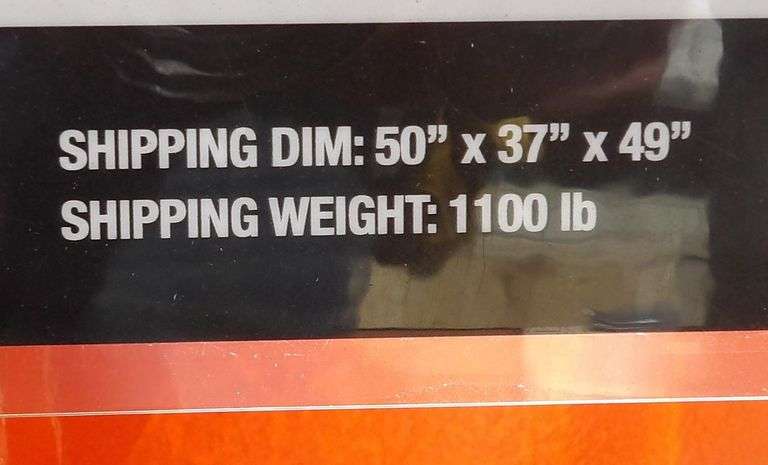 SHIPPING DIM: 50” x 37” x 49”
SHIPPING WEIGHT: 1100 lb